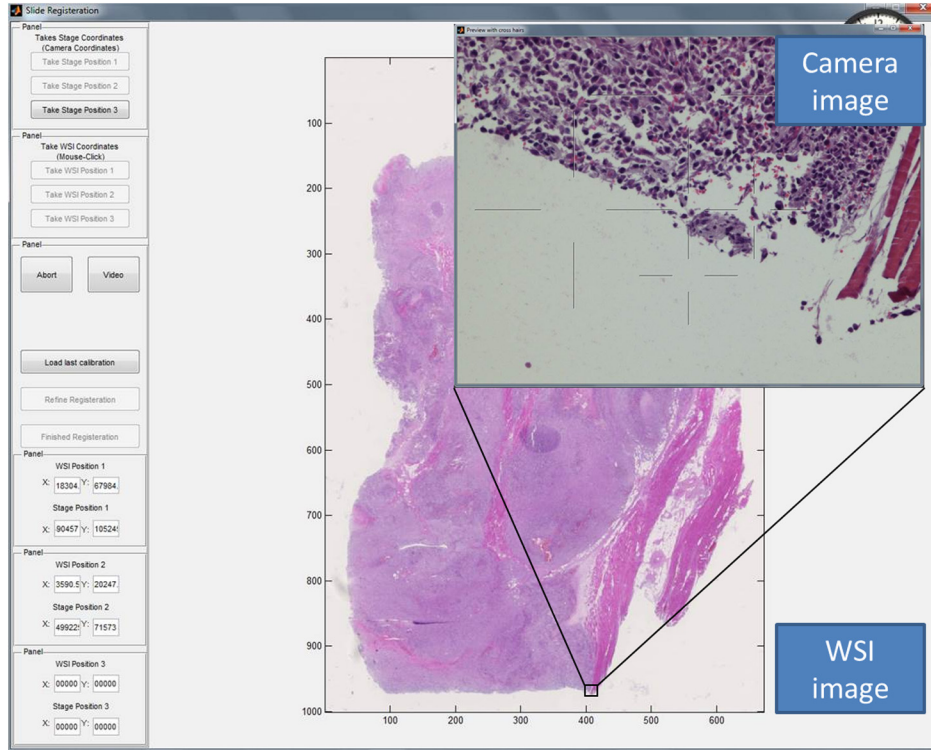 Slide Registeration
Panel
Takes Stage Coordinates
(Camera Coordinates)
Take Stage Position 1
Take Stage Position 2
Take Stage Position 3
Panel
Take WSI Coordinates
(Mouse-Click)
Take WSI Position 1
Take WSI Position 2
Take WSI Position 3
Panel
Abort
Video
Load last calibration
Refine Registeration
Finished Registeration
Panel
WSI Position 1
X: 18304. Y: 67984.
Stage Position 1
X: 90457 Y:
Panel
WSI Position 2
X: 3590.5 Y: 20247.
Stage Position 2
X: 49922 Y: 71573
Panel
WSI Position 3
X: 00000 Y: 00000
Stage Position 3
X: 00000 Y: 00000
Preview with cross hairs
Camera
image
12
100
200
300
400
500
600
700
800
900
1000
100 200 300 400 500 600
WSI
image